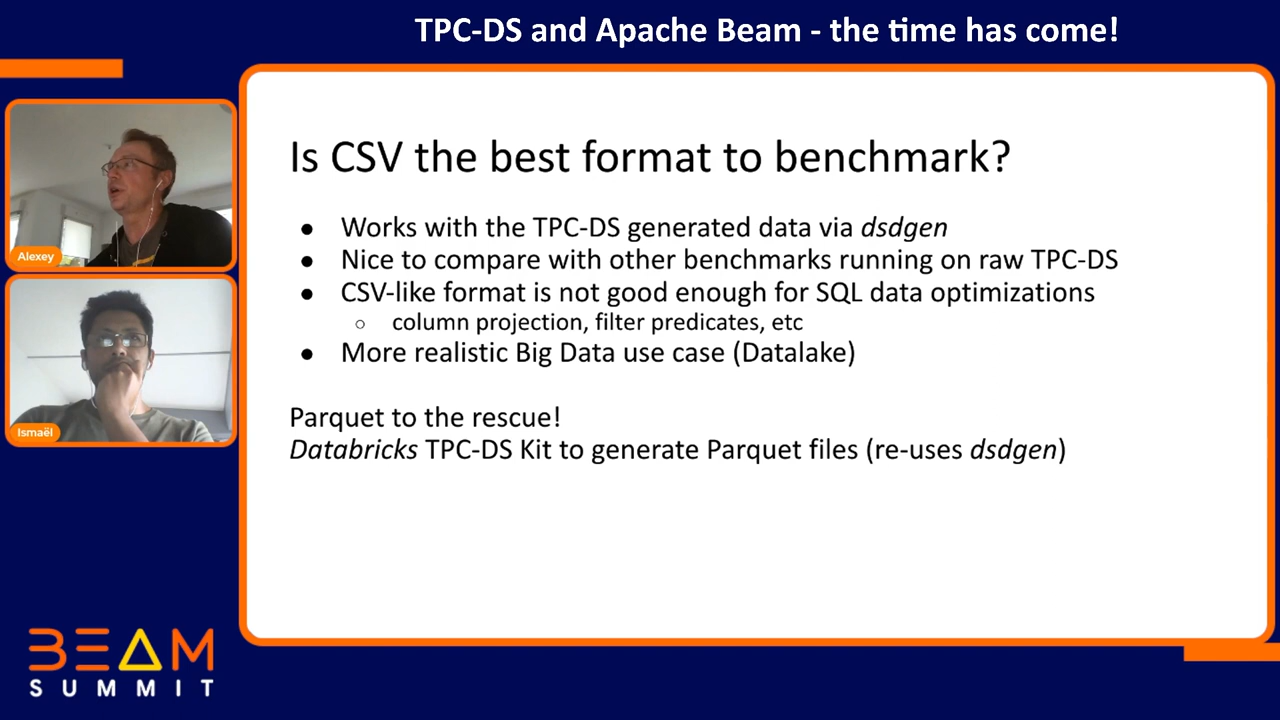 TPC-DS and Apache Beam - the time has come!
Alexey
Ismaël
Is CSV the best format to benchmark?
● Works with the TPC-DS generated data via dsdgen
● Nice to compare with other benchmarks running on raw TPC-DS
● CSV-like format is not good enough for SQL data optimizations
○ column projection, filter predicates, etc
● More realistic Big Data use case (Datalake)
Parquet to the rescue!
Databricks TPC-DS Kit to generate Parquet files (re-uses dsdgen)
BEAM
SUMMIT